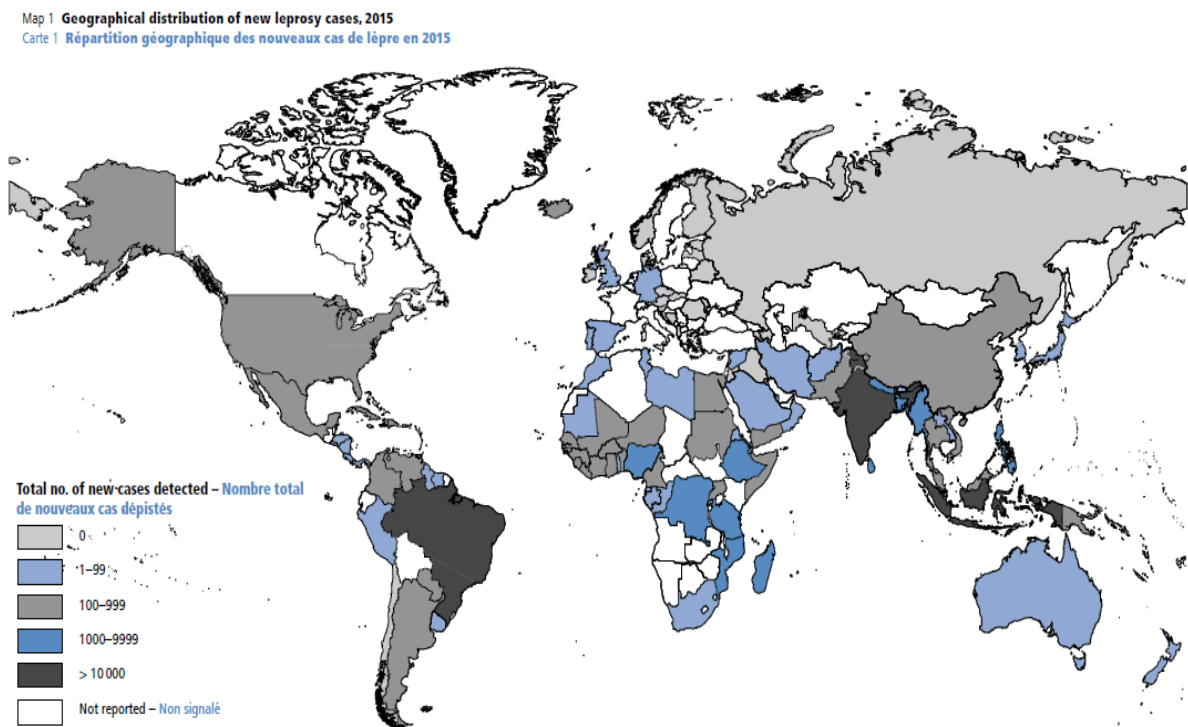 Map 1 Geographical distribution of new leprosy cases, 2015
Carte 1 Répartition géographique des nouveaux cas de lèpre en 2015
Total no. of new cases detected – Nombre total
de nouveaux cas dépistés
0
1–99
100–999
1000–9999
> 10 000
Not reported – Non signalé